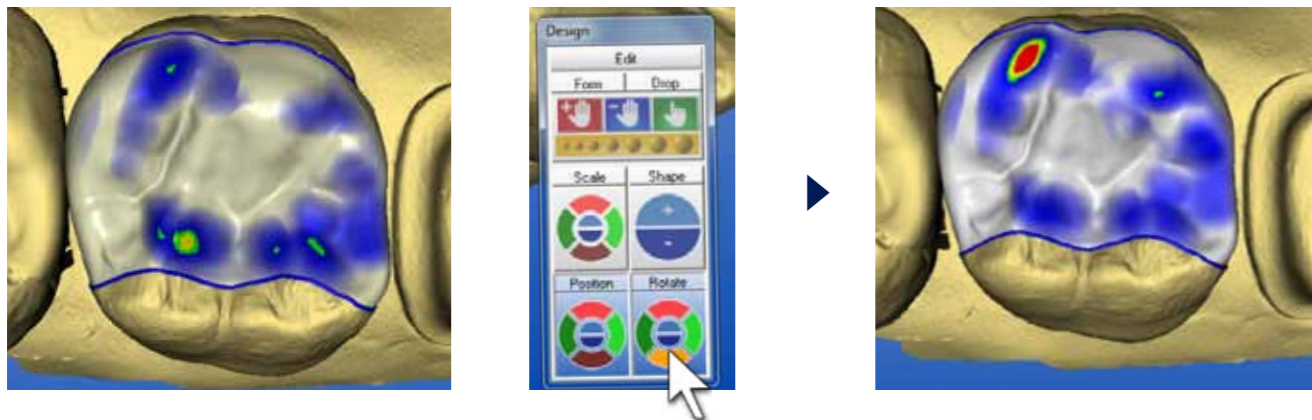 Design
Edit
Form Drop
+ -
Scale Shape
+
-
Position Rotate